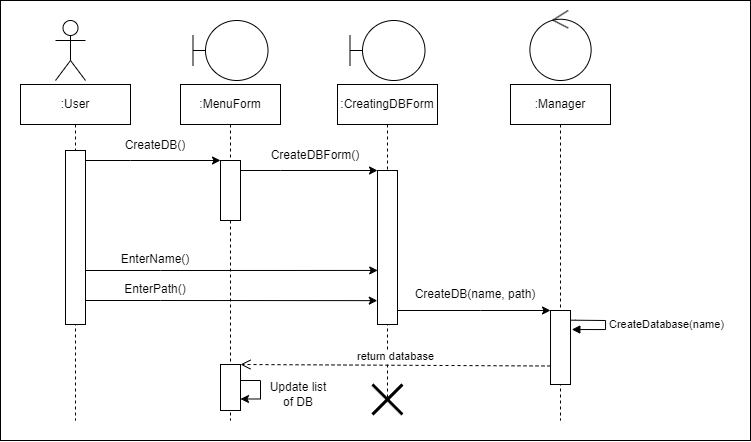 :User
:MenuForm
:CreatingDBForm
:Manager
CreateDB()
CreateDBForm()
EnterName()
EnterPath()
CreateDB(name, path)
CreateDatabase(name)
return database
Update list
of DB